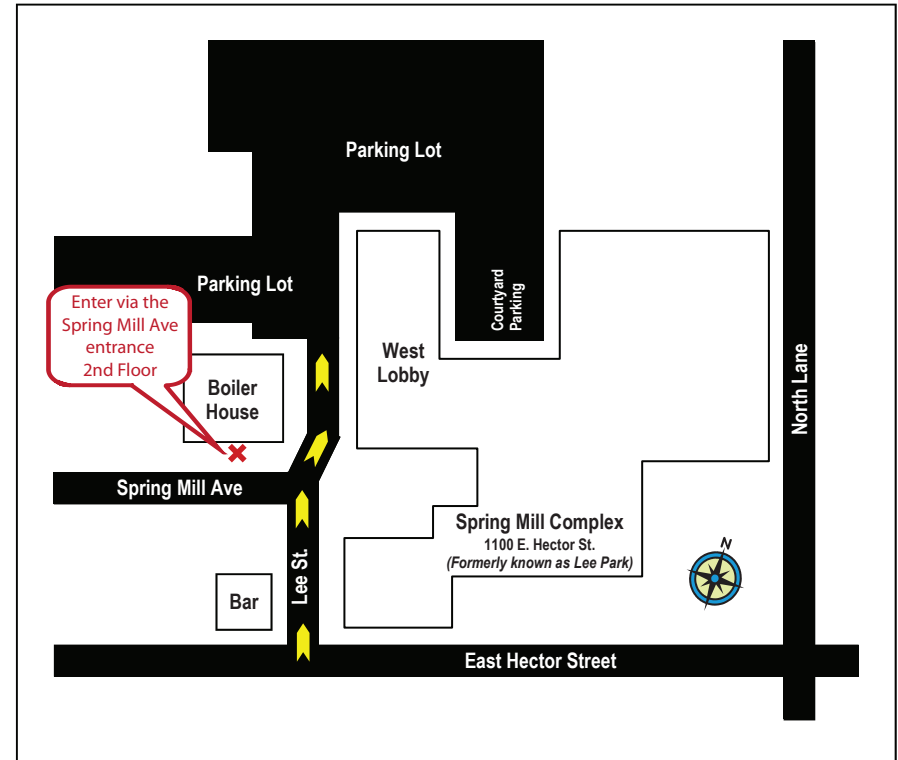 Parking Lot
Parking Lot
Courtyard
Parking
Enter via the
Spring Mill Ave
entrance
2nd Floor
West
Lobby
Boiler
House
North Lane
Spring Mill Ave
Spring Mill Complex
1100 E. Hector St.
(Formerly known as Lee Park)
N
Lee St.
Bar
East Hector Street